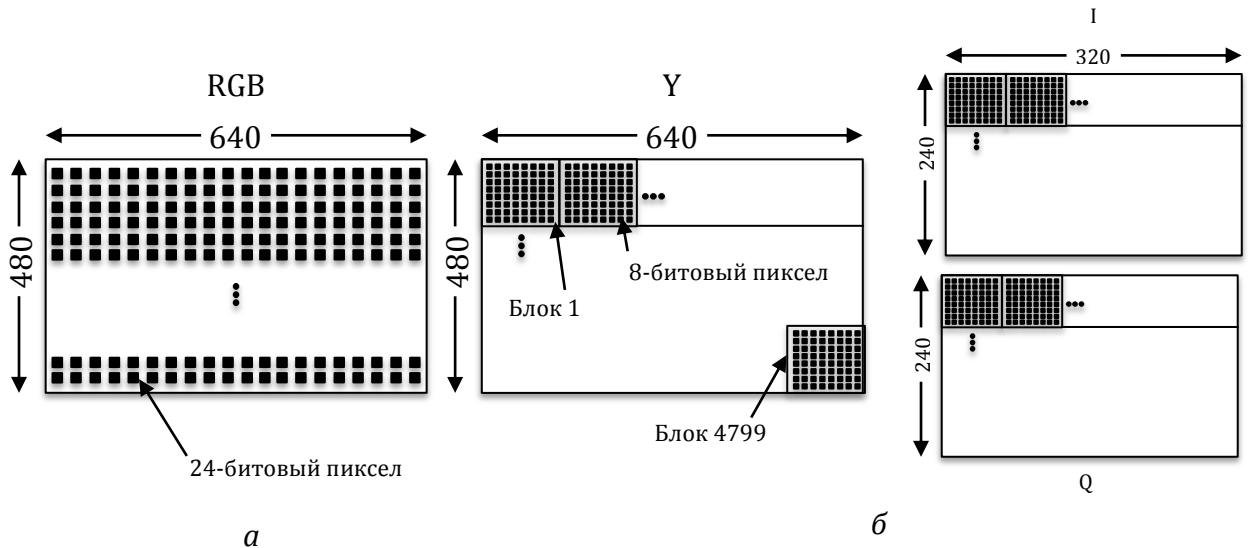 RGB
640
480
24-битовый пиксел
а
Y
640
480
8-битовый пиксел
Блок 1
Блок 4799
I
320
240
240
Q
б